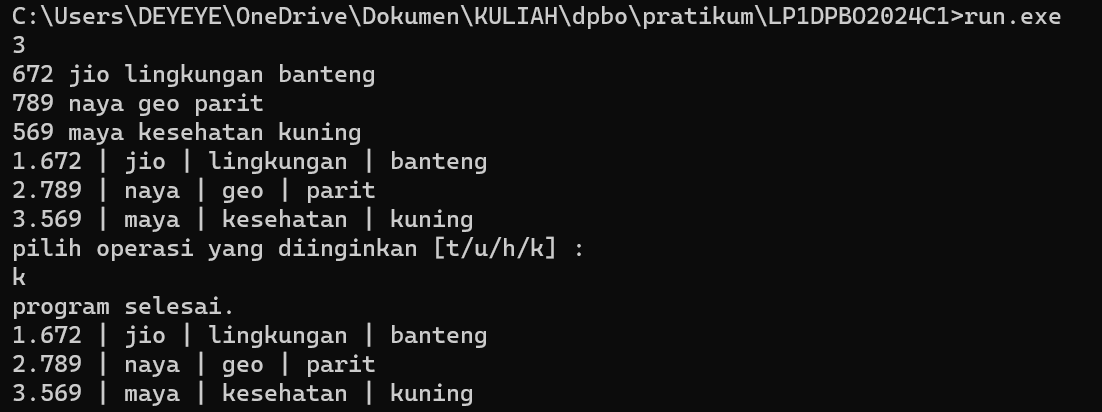 C:\Users\DEYEYE\OneDrive\Dokumen\KULIAH\dpbo\pratikum\LP1DPBO2024C1>run.exe
3
672 jio lingkungan banteng
789 naya geo parit
569 maya kesehatan kuning
1.672 | jio | lingkungan | banteng
2.789 | naya | geo | parit
3.569 | maya | kesehatan | kuning
pilih operasi yang diinginkan [t/u/h/k] :
k
program selesai.
1.672 | jio | lingkungan | banteng
2.789 | naya | geo | parit
3.569 | maya | kesehatan | kuning